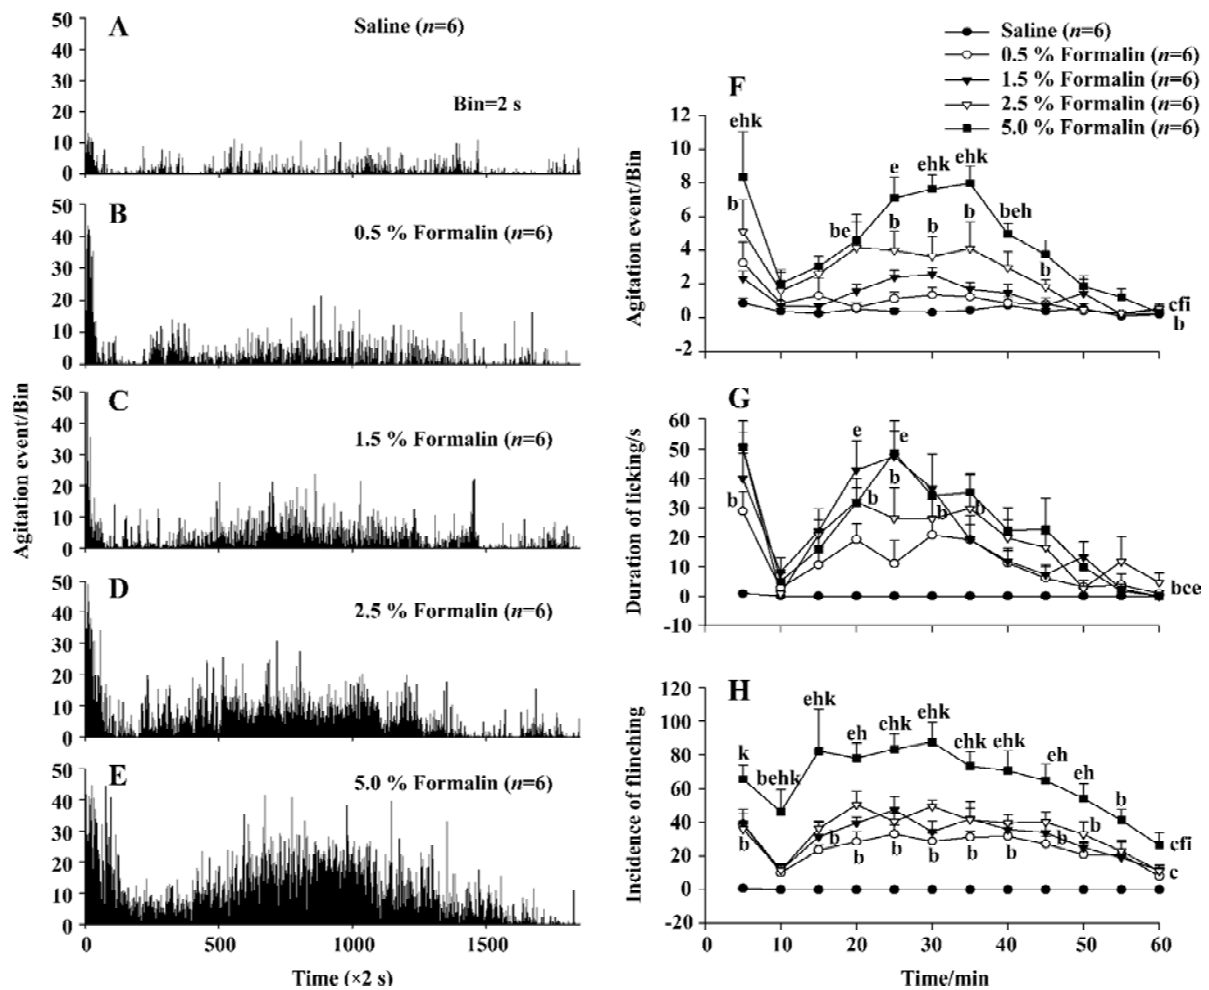 A
Saline (n=6)
Bin=2 s
50
40
30
20
10
0
B
0.5 % Formalin (n=6)
50
40
30
20
10
0
C
1.5 % Formalin (n=6)
50
40
30
20
10
0
D
2.5 % Formalin (n=6)
50
40
30
20
10
0
E
5.0 % Formalin (n=6)
50
40
30
20
10
0
Agitation event/Bin
0 500 1000 1500
Time (×2 s)
Saline (n=6)
0.5 % Formalin (n=6)
1.5 % Formalin (n=6)
2.5 % Formalin (n=6)
5.0 % Formalin (n=6)
F
Agitation event/Bin
12
10
8
6
4
2
0
-2
ehk
e ehk ehk
b be b b b beh
b
cfi
b
G
Duration of licking/s
60
50
40
30
20
10
0
-10
e e
b
b b b b
bce
H
Incidence of flinching
120
100
80
60
40
20
0
-20
ehk
k behk eh chk ehk chk ehk eh eh b
b b b b b b b b b
cfi
c
0 10 20 30 40 50 60
Time/min